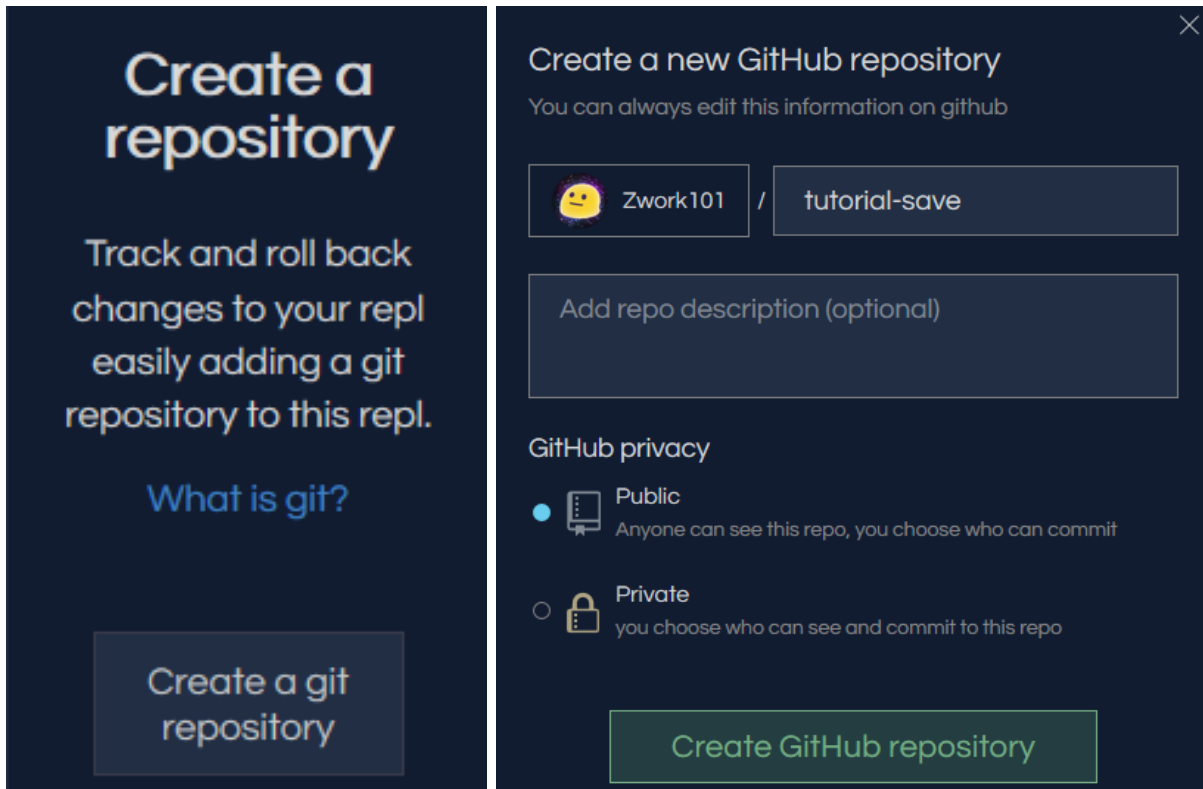 Create a
repository
Track and roll back
changes to your repl
easily adding a git
repository to this repl.
What is git?
Create a git
repository
Create a new GitHub repository
You can always edit this information on github
Zwork101 / tutorial-save
Add repo description (optional)
GitHub privacy
Public
Anyone can see this repo, you choose who can commit
Private
you choose who can see and commit to this repo
Create GitHub repository